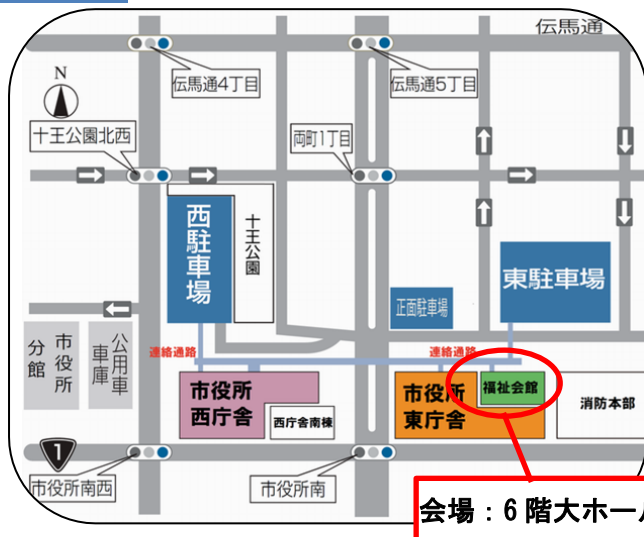 伝馬通
N
伝馬通4丁目
伝馬通5丁目
十王公園北西
両町1丁目
西駐車場
十王公園
東駐車場
正面駐車場
市役所分館
公用車車庫
連絡通路
連絡通路
市役所
西庁舎
西庁舎南棟
市役所
東庁舎
福祉会館
消防本部
1
市役所南西
市役所南
会場：6階大ホール